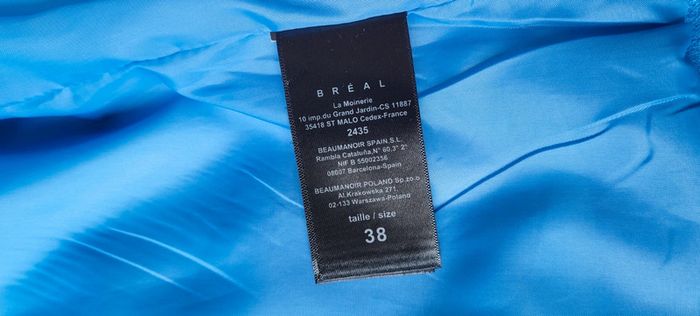 BRÉAL
La Moinerie
10 imp.du Grand Jardin-CS 11887
35418 ST MALO Cedex-France
2435
BEAUMANOIR SPAIN,S.L.
Rambla Cataluña,N° 60,3° 2°
NIF B 55002356
08007 Barcelona-Spain
BEAUMANOIR POLAND Sp.zo.o
Al.Krakowska 271,
02-133 Warszawa-Poland
taille / size
38